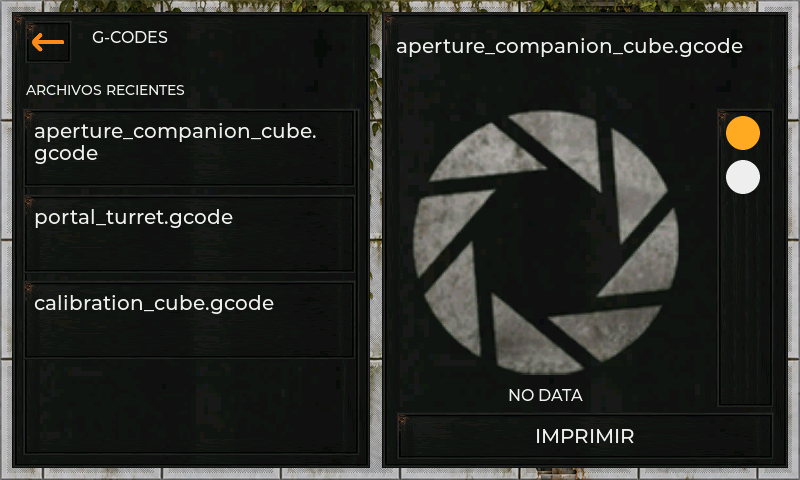 G-CODES
ARCHIVOS RECIENTES
aperture_companion_cube.
gcode
portal_turret.gcode
calibration_cube.gcode
aperture_companion_cube.gcode
NO DATA
IMPRIMIR